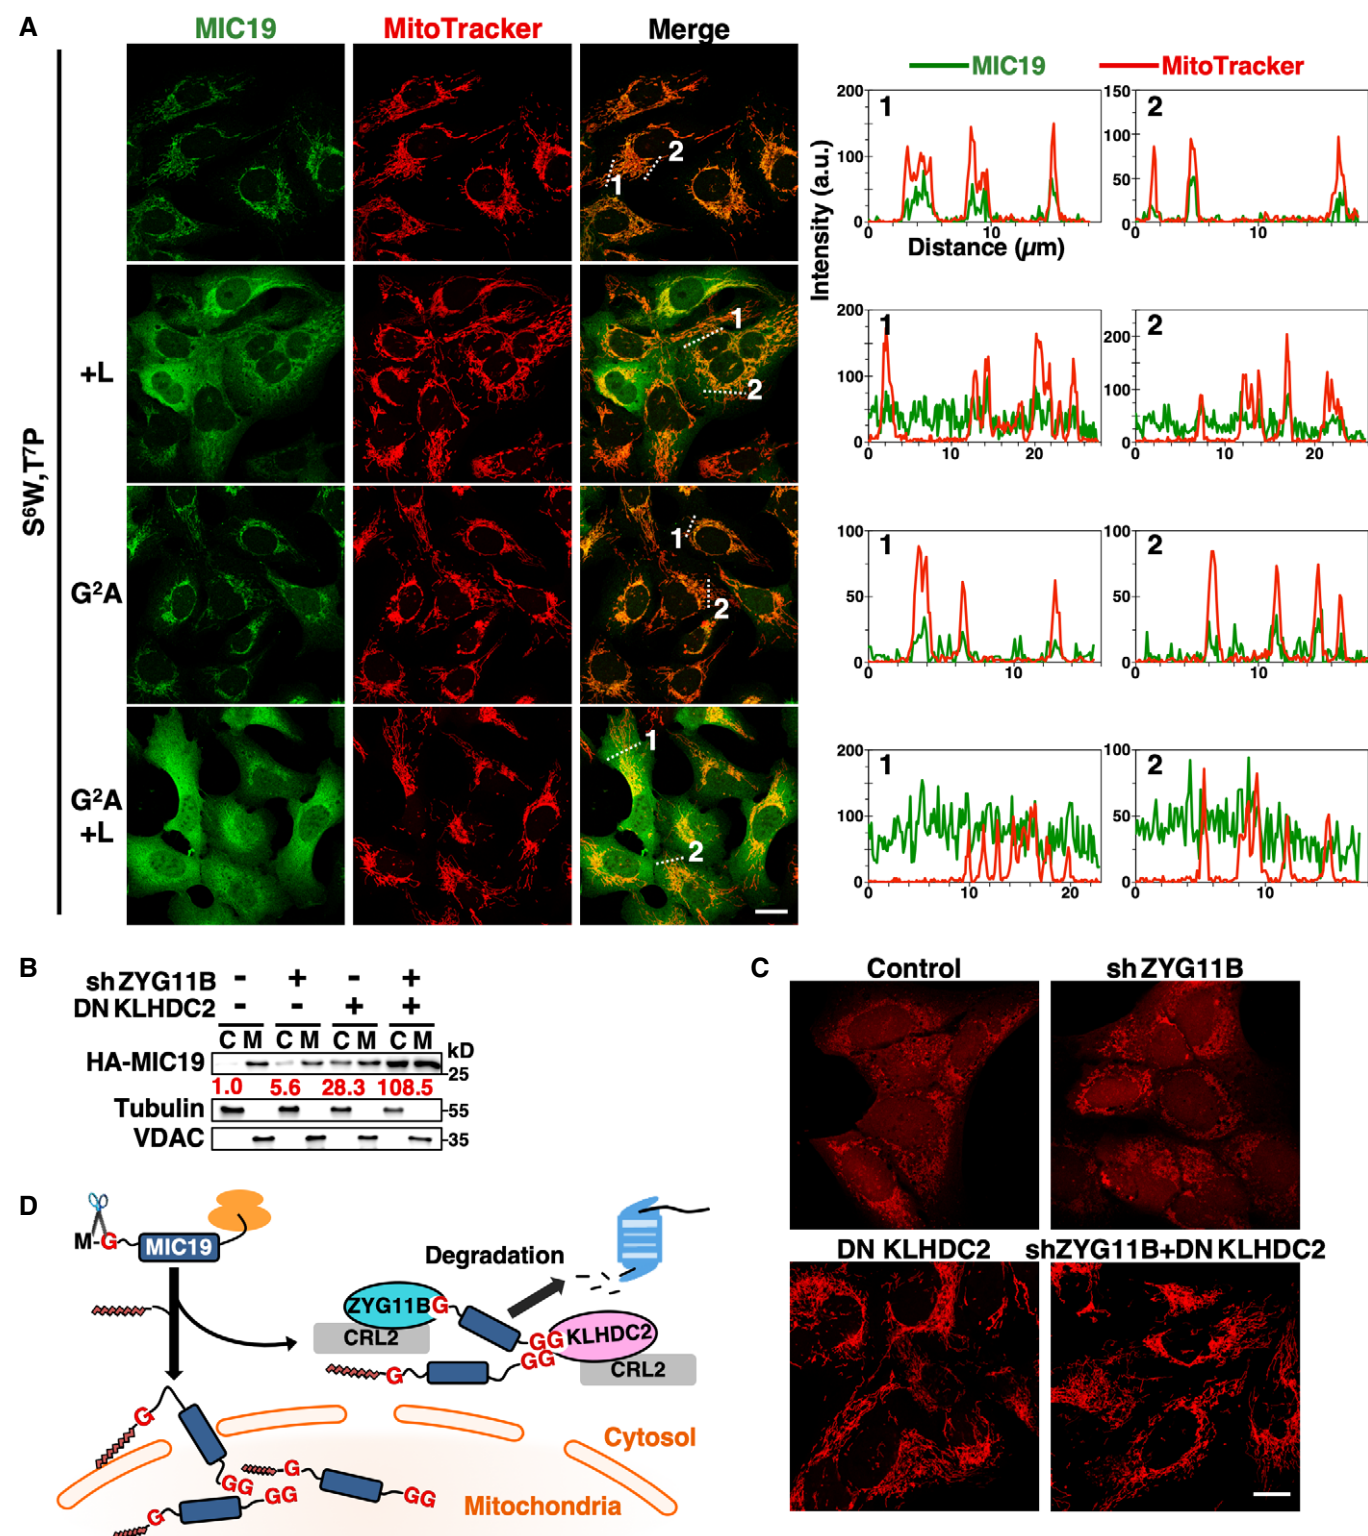 A
MIC19 MitoTracker Merge
MIC19 MitoTracker
S⁶W,T⁷P
+L
G²A
G²A
+L
1 2
1 2
1 2
1 2
Intensity (a.u.)
Distance (µm)
1
200
100
0
0 10
2
150
100
50
0
0 10
1
200
100
0
0 10 20
2
200
100
0
0 10 20
1
100
50
0
0 10
2
100
50
0
0 10
1
200
100
0
0 10 20
2
100
50
0
0 10
B
shZYG11B - + - +
DN KLHDC2 - - + +
C M C M C M C M
kD
HA-MIC19
25
1.0 5.6 28.3 108.5
Tubulin 55
VDAC 35
C
Control shZYG11B
DN KLHDC2 shZYG11B+DN KLHDC2
D
M-G MIC19
Degradation
ZYG11B G
CRL2
GG KLHDC2
GG
G
CRL2
G
Cytosol
GG G
GG
GG
G
Mitochondria